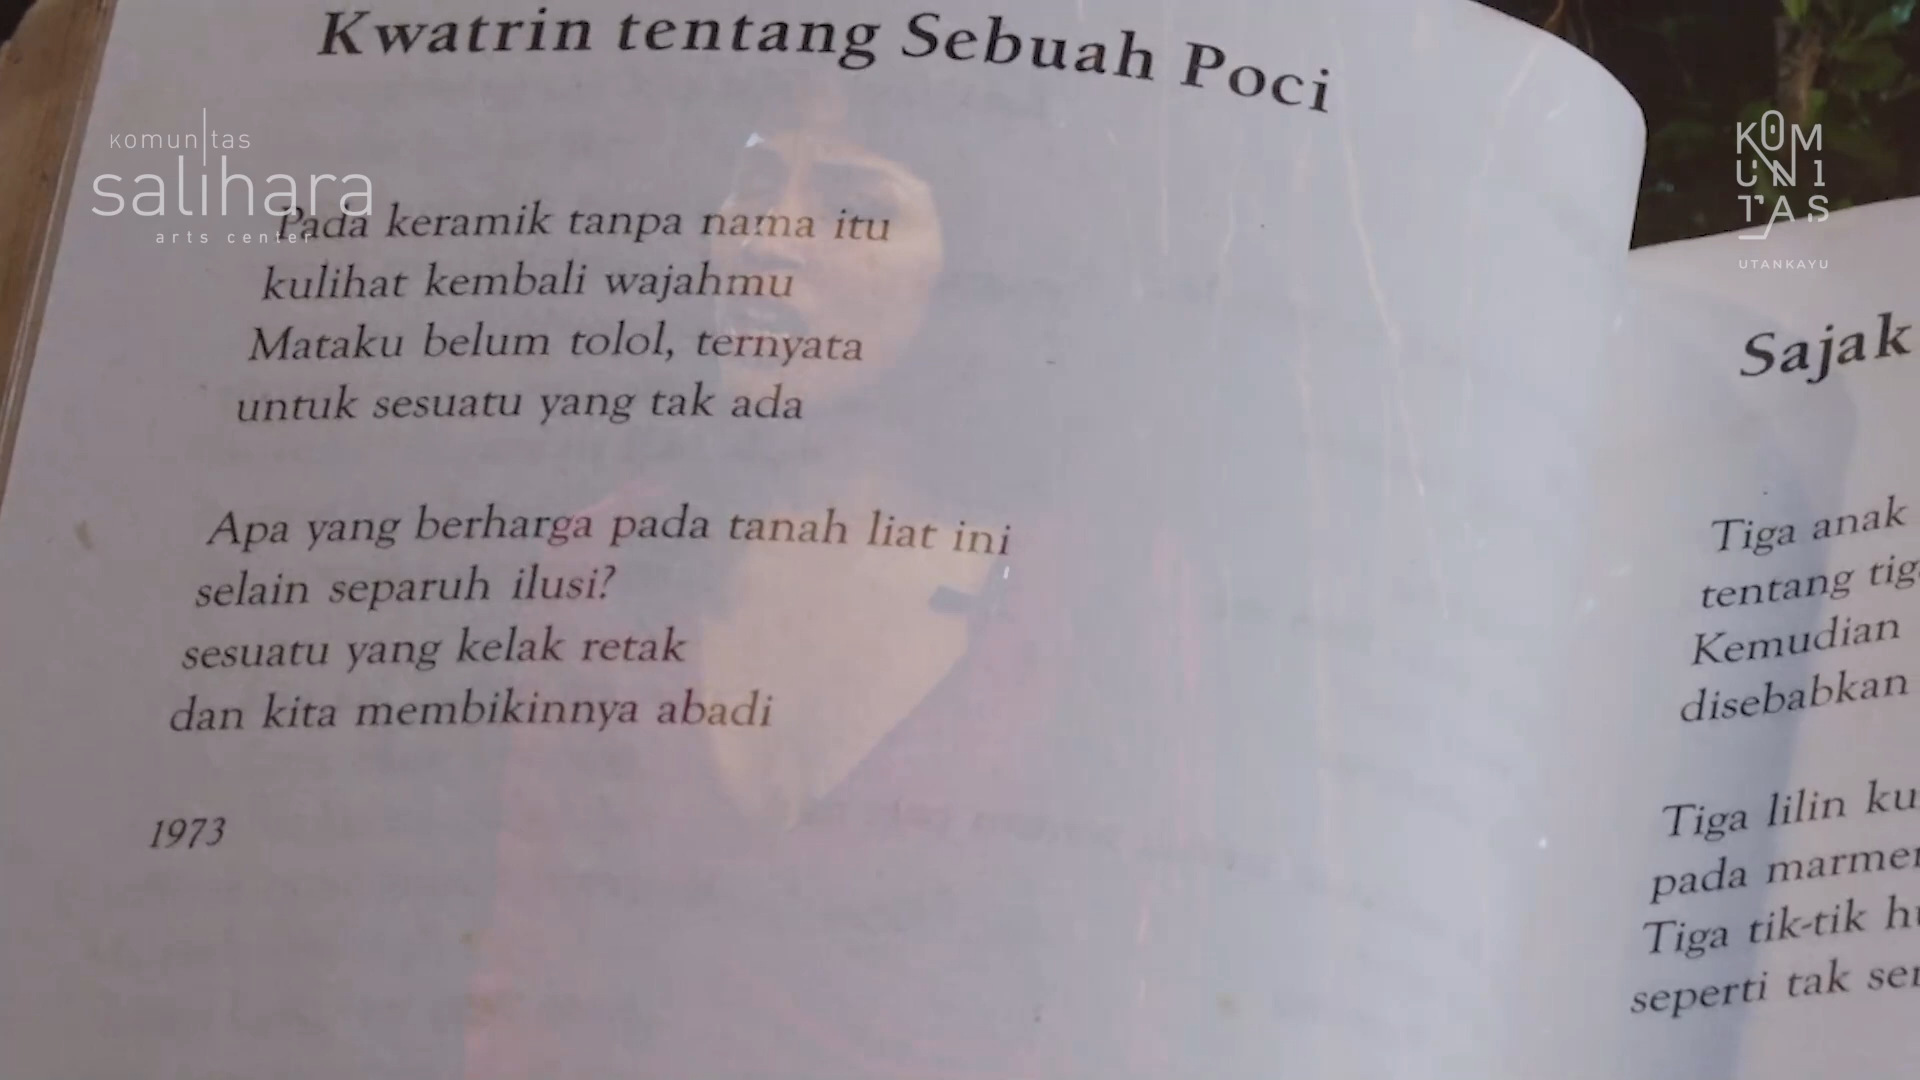 Kwatrin tentang Sebuah Poci
komunitas
salihara
arts center
Pada keramik tanpa nama itu
kulihat kembali wajahmu
Mataku belum tolol, ternyata
untuk sesuatu yang tak ada
Apa yang berharga pada tanah liat ini
selain separuh ilusi?
sesuatu yang kelak retak
dan kita membikinnya abadi
1973
KOM
UNI
TAS
UTANKAYU
Sajak
Tiga anak
tentang
Kemudian
disebabkan
Tiga lilin
pada
Tiga tik-tik
seperti tak